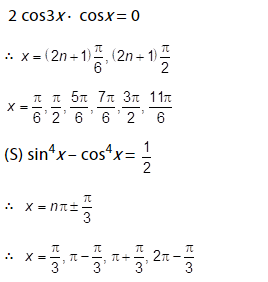 2 cos3x· cosx = 0
∴ x = (2n + 1) π/6, (2n + 1) π/2
x = π/6, π/2, 5π/6, 7π/6, 3π/2, 11π/6
(S) sin⁴x – cos⁴x = 1/2
∴ x = nπ ± π/3
∴ x = π/3, π – π/3, π + π/3, 2π – π/3